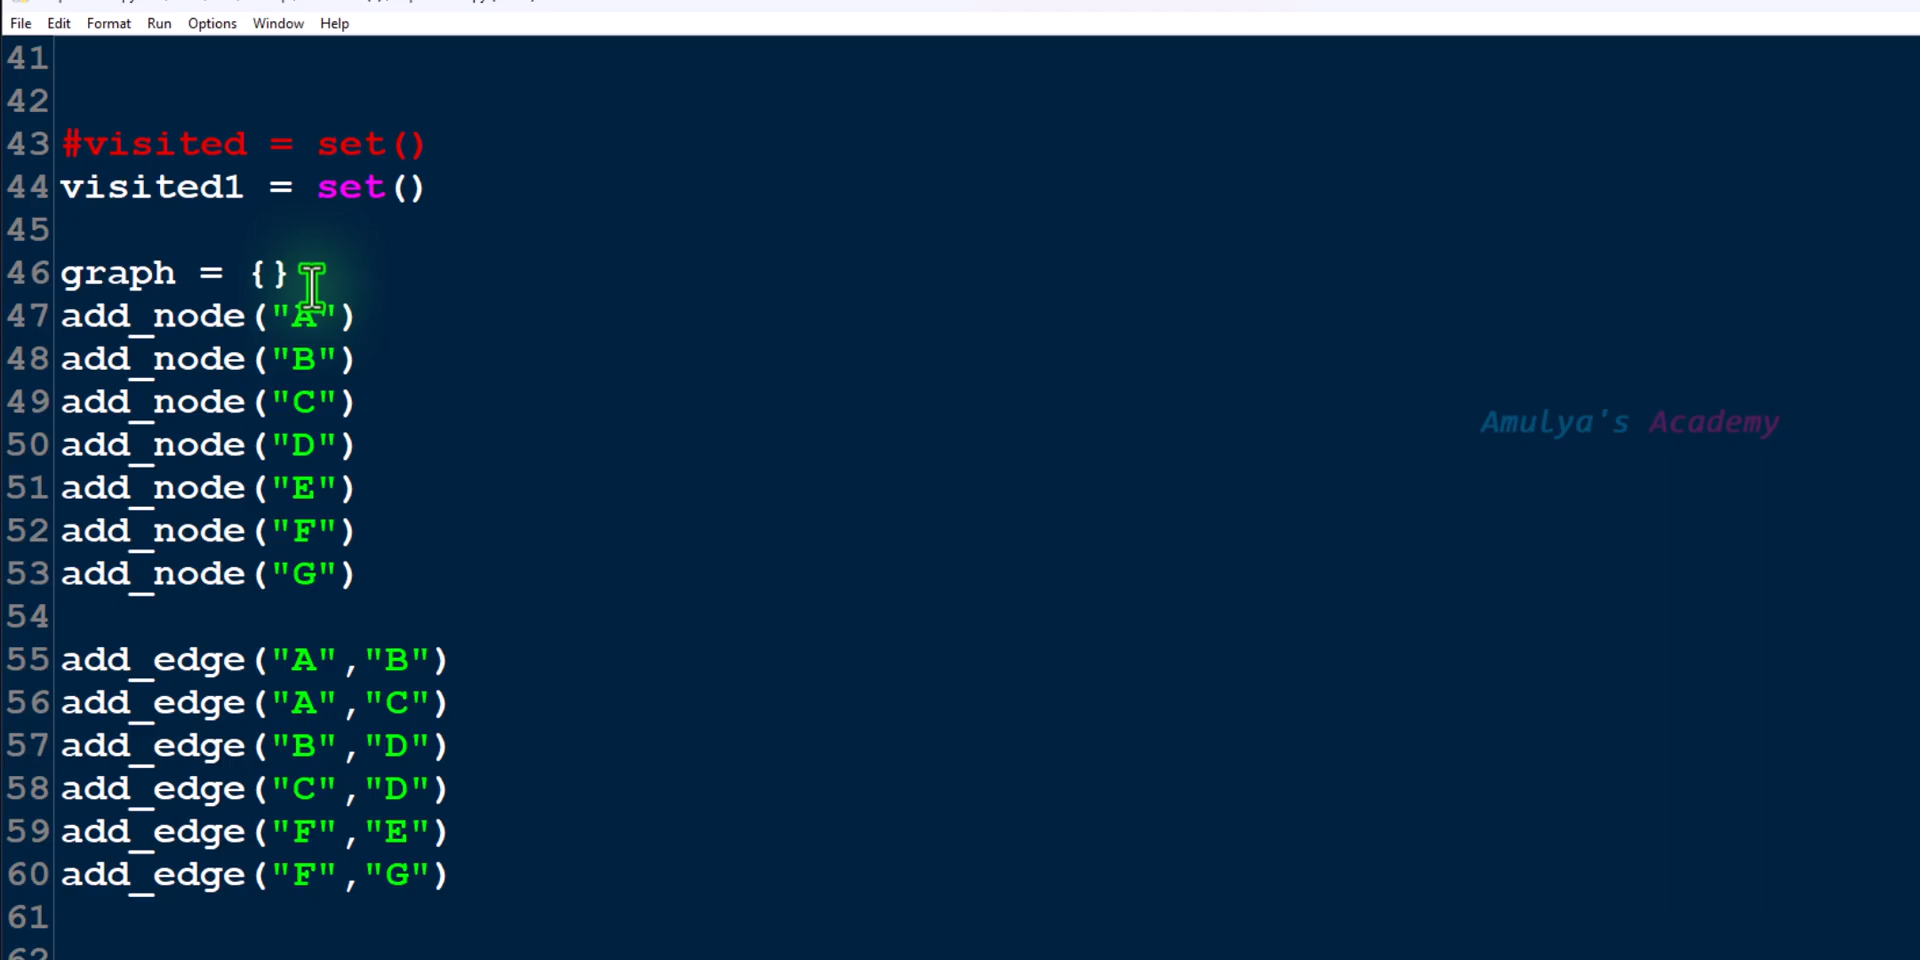 File Edit Format Run Options Window Help
41
42
43 #visited = set()
44 visited1 = set()
45
46 graph = {}
47 add_node("A")
48 add_node("B")
49 add_node("C")
50 add_node("D")
51 add_node("E")
52 add_node("F")
53 add_node("G")
54
55 add_edge("A","B")
56 add_edge("A","C")
57 add_edge("B","D")
58 add_edge("C","D")
59 add_edge("F","E")
60 add_edge("F","G")
61
Amulya's Academy